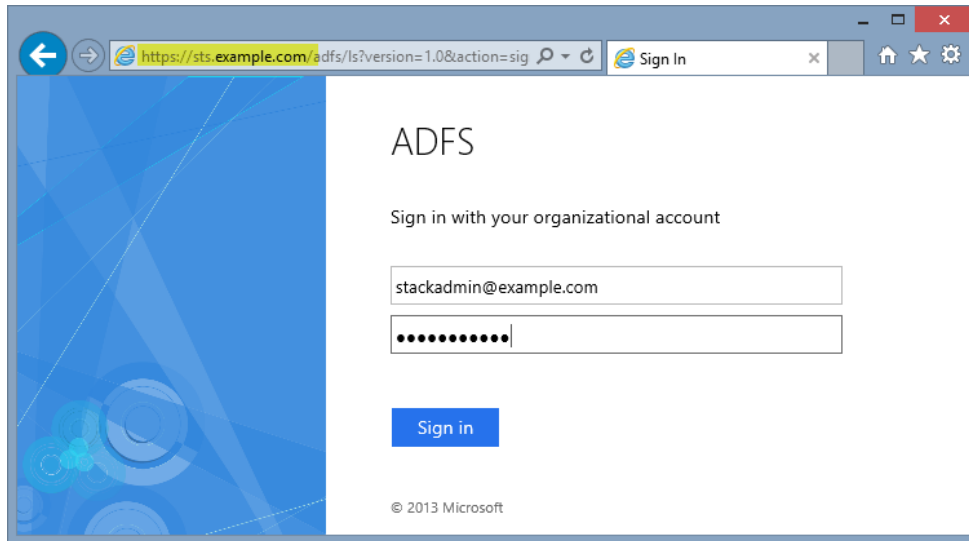 https://sts.example.com/adfs/ls?version=1.0&action=sig
Sign In
ADFS
Sign in with your organizational account
stackadmin@example.com
Sign in
© 2013 Microsoft